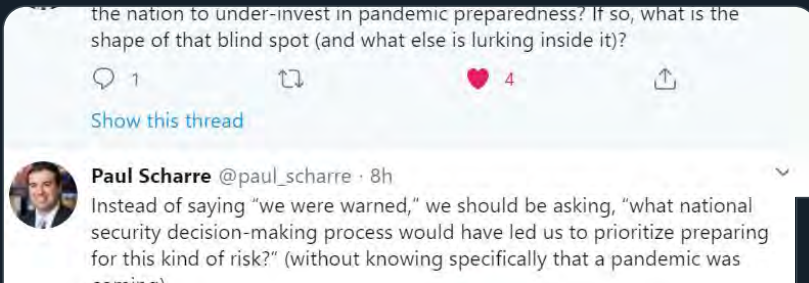 the nation to under-invest in pandemic preparedness? If so, what is the
shape of that blind spot (and what else is lurking inside it)?
1
4
Show this thread
Paul Scharre @paul_scharre · 8h
Instead of saying “we were warned,” we should be asking, “what national
security decision-making process would have led us to prioritize preparing
for this kind of risk?” (without knowing specifically that a pandemic was
coming)